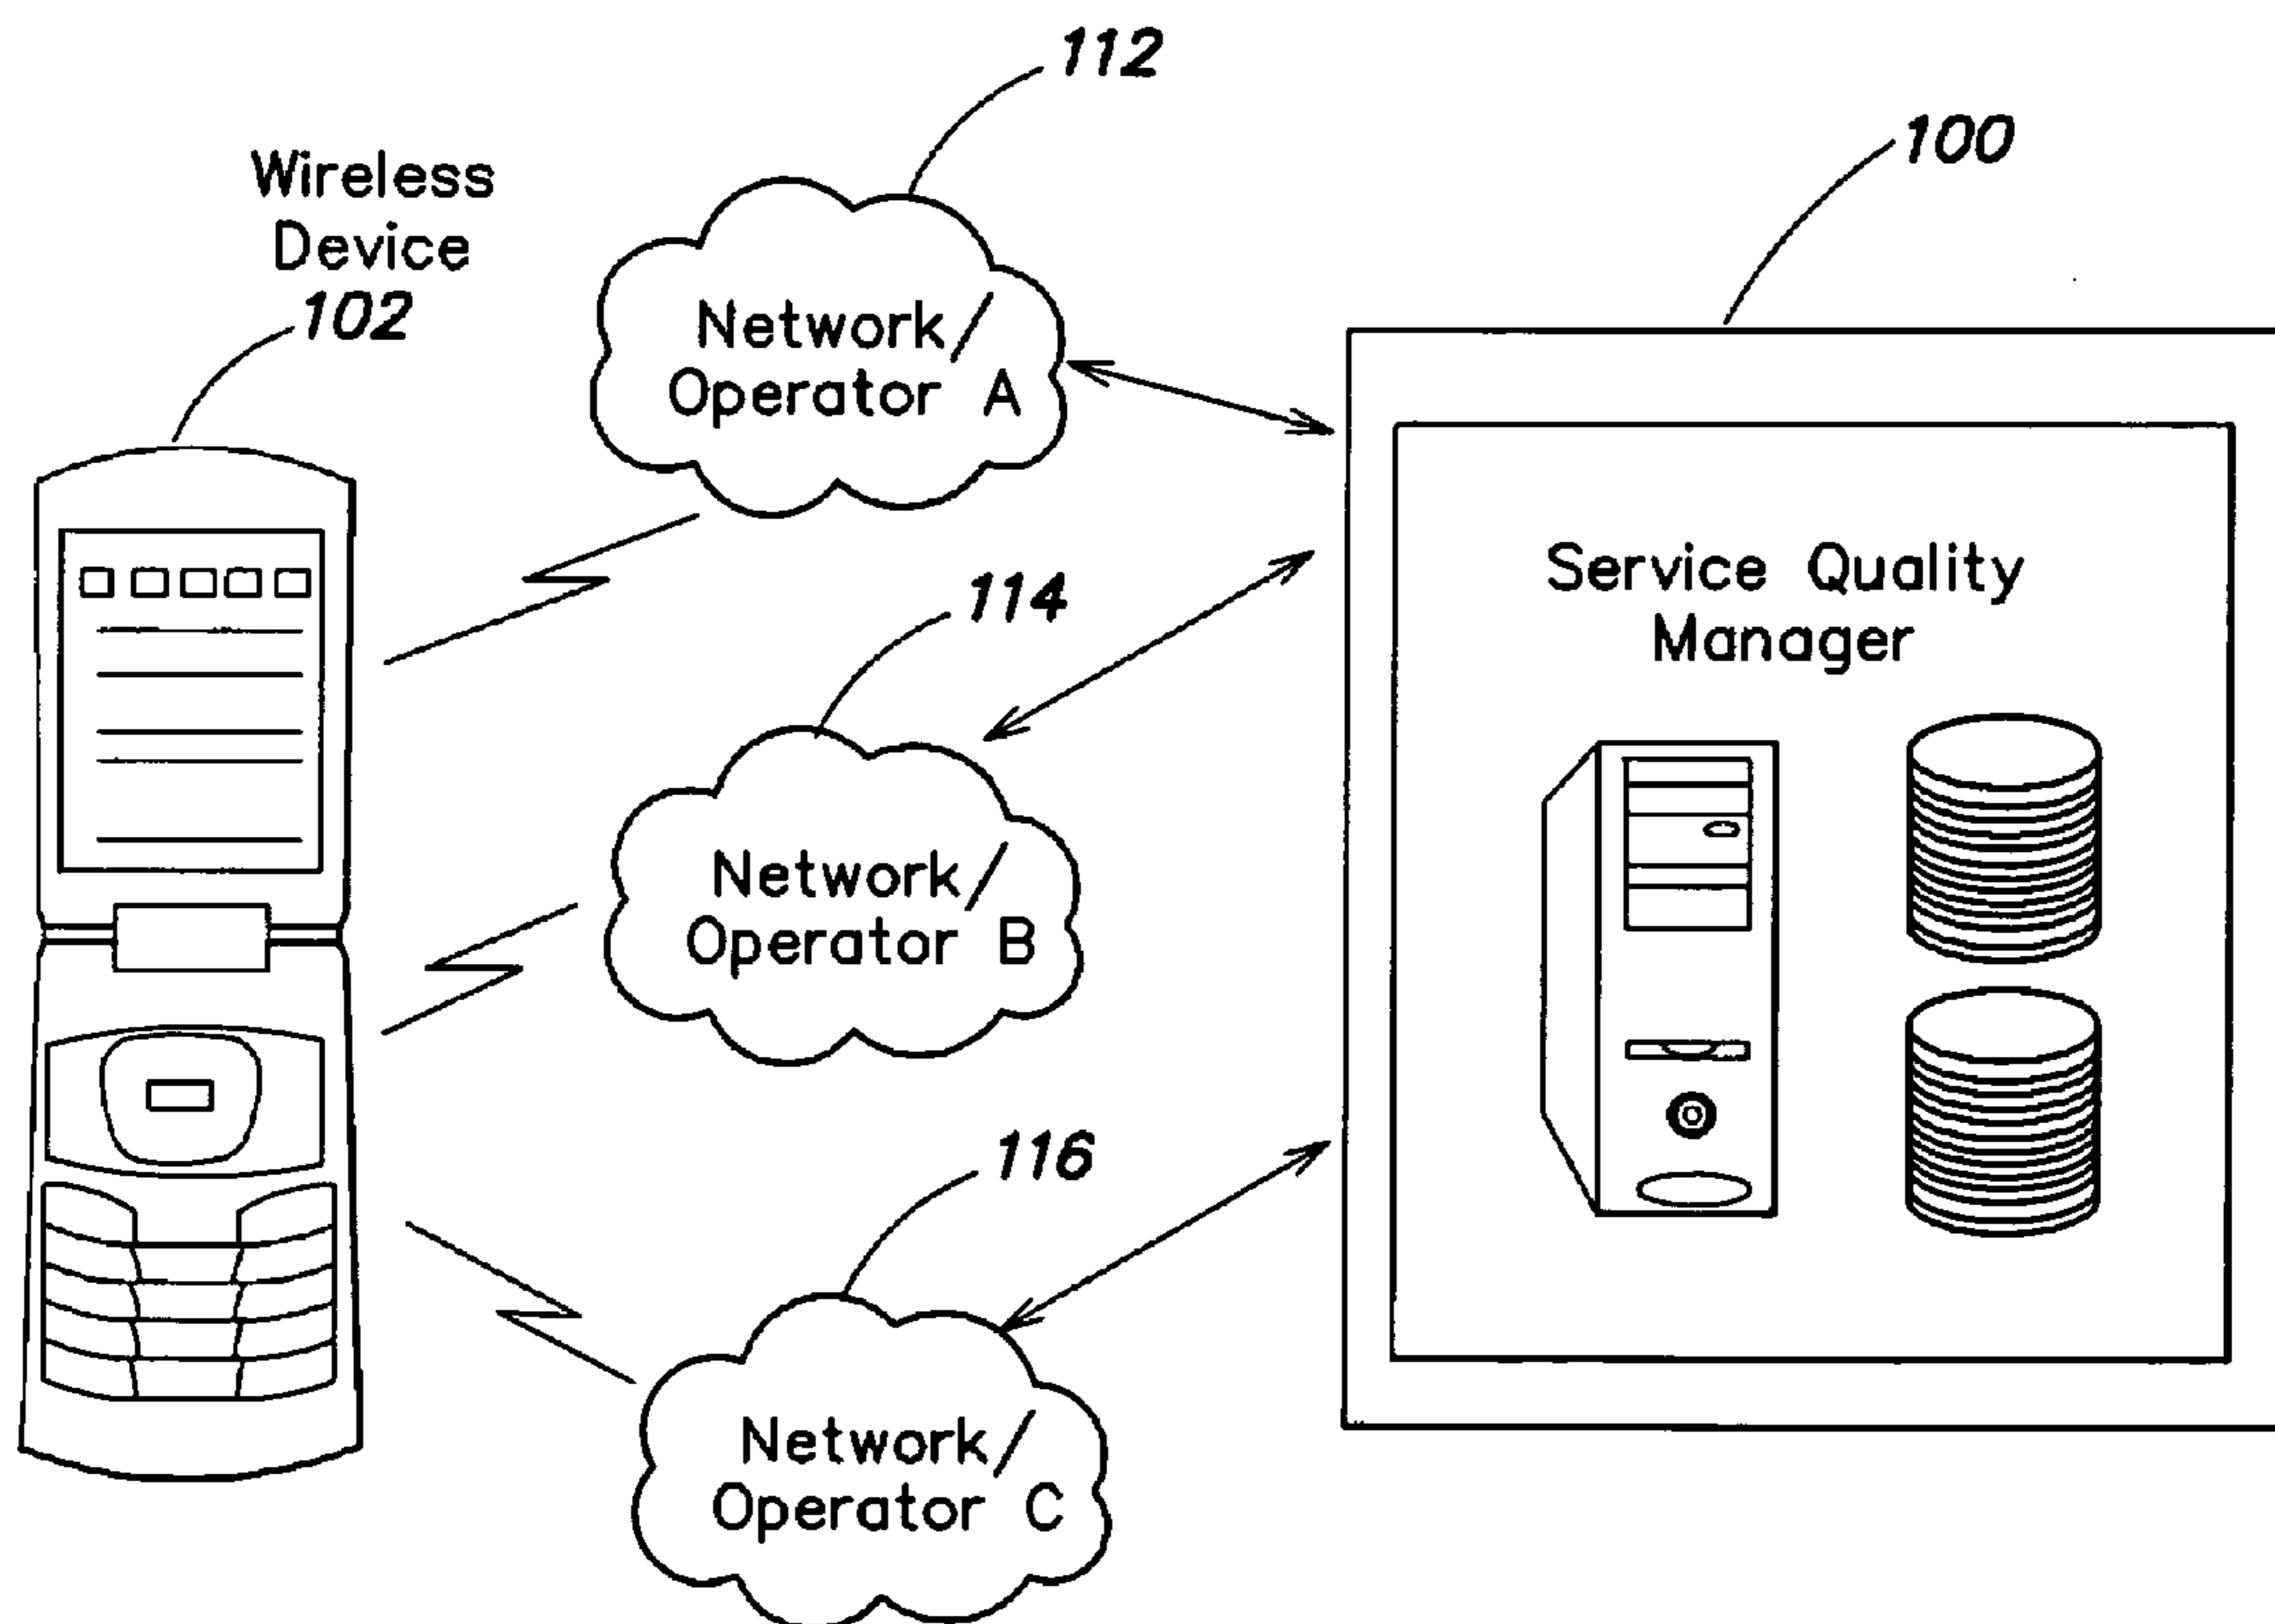 112
100
Wireless
Device
102
Network/
Operator A
114
Service Quality
Manager
Network/
Operator B
116
Network/
Operator C